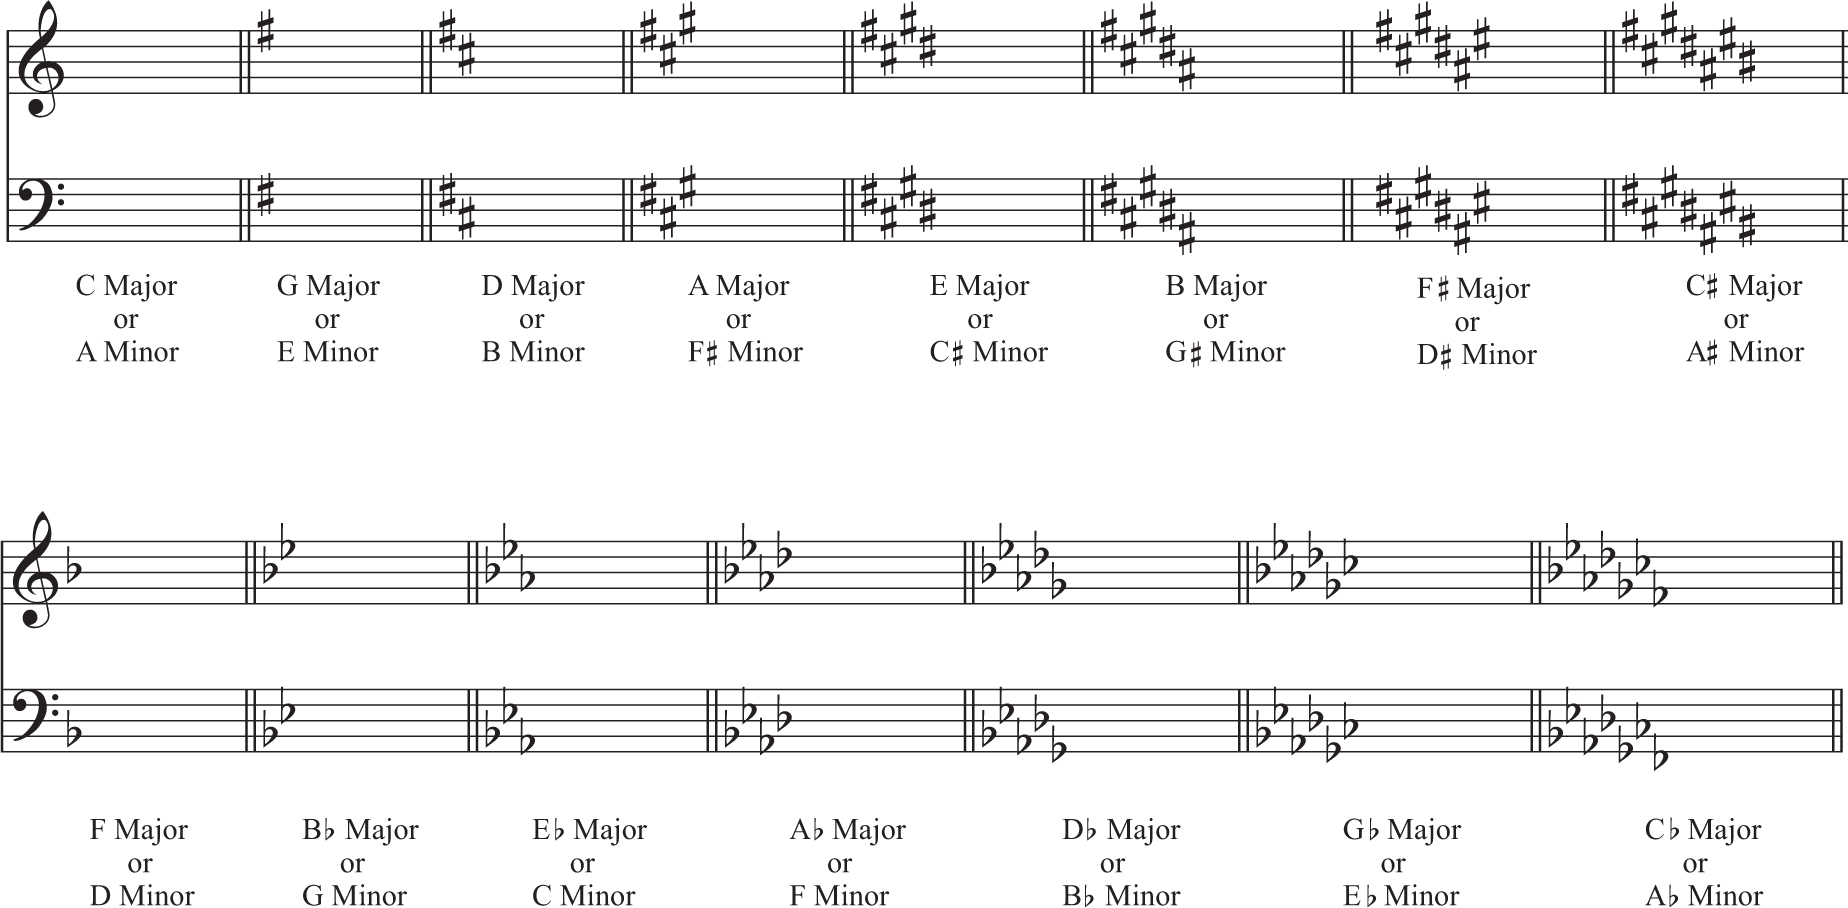 C Major G Major D Major A Major E Major B Major F♯ Major C♯ Major
or or or or or or or or
A Minor E Minor B Minor F♯ Minor C♯ Minor G♯ Minor D♯ Minor A♯ Minor
F Major B♭ Major E♭ Major A♭ Major D♭ Major G♭ Major C♭ Major
or or or or or or or
D Minor G Minor C Minor F Minor B♭ Minor E♭ Minor A♭ Minor